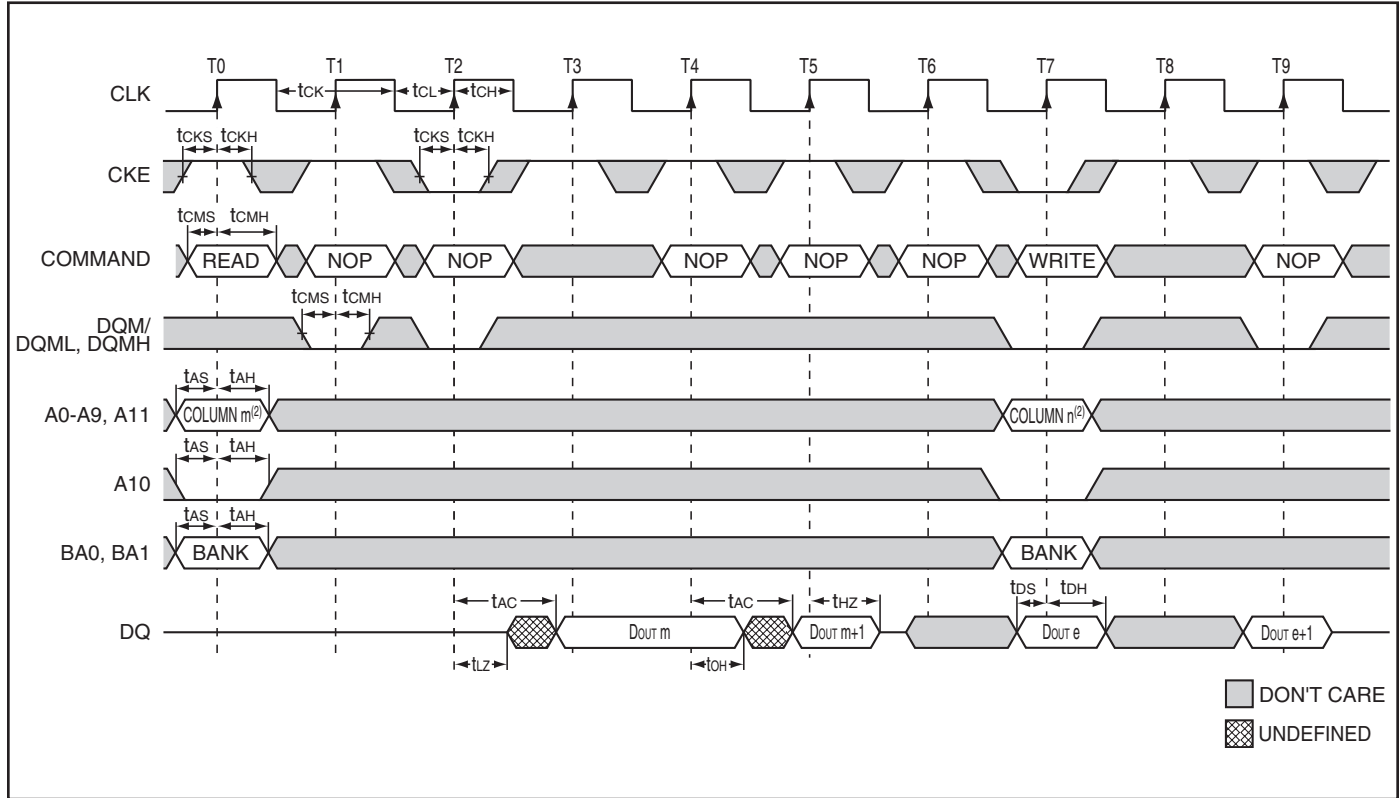 T0 T1 T2 T3 T4 T5 T6 T7 T8 T9
CLK tCK tCL tCH
tCKS tCKH tCKS tCKH
CKE
tCMS tCMH
COMMAND READ NOP NOP NOP NOP NOP WRITE NOP
tCMS tCMH
DQM/
DQML, DQMH
tAS tAH
A0-A9, A11 COLUMN m(2) COLUMN n(2)
tAS tAH
A10
tAS tAH
BA0, BA1 BANK BANK
tAC tAC tHZ tDS tDH
DQ DOUT m DOUT m+1 DOUT e DOUT e+1
tLZ tOH
DON'T CARE
UNDEFINED